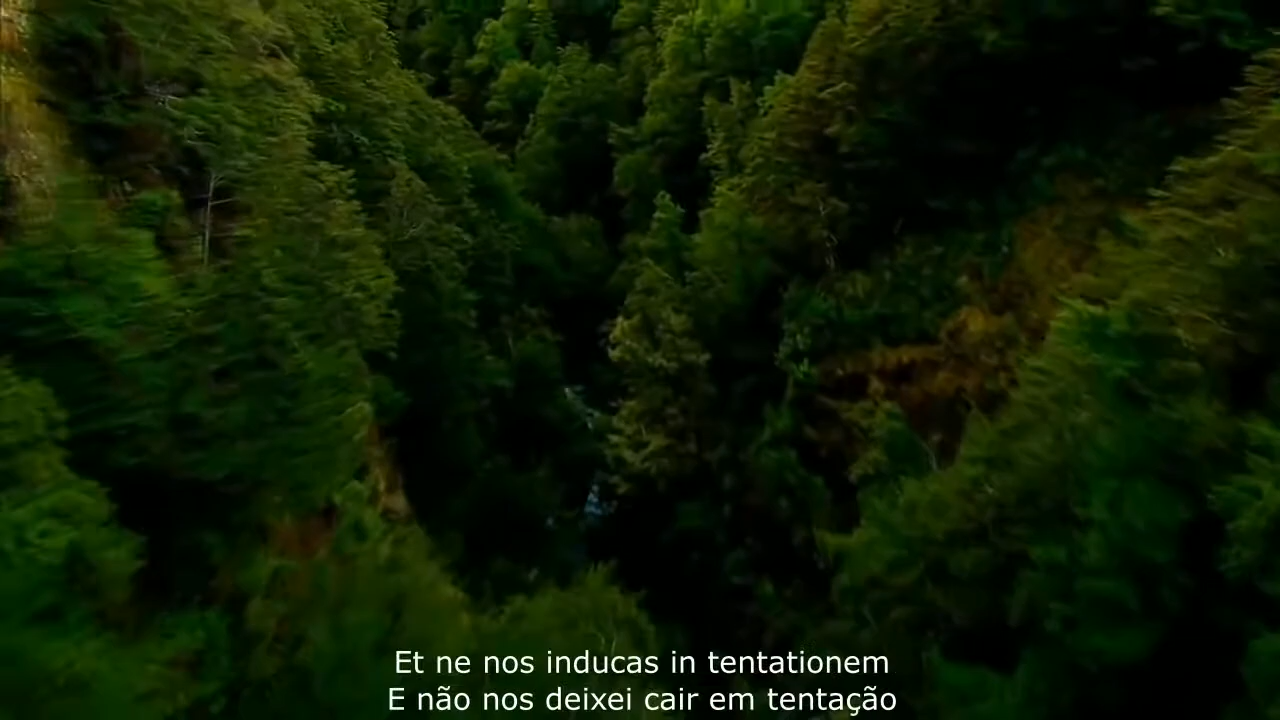 Et ne nos inducas in tentationem
E não nos deixei cair em tentação